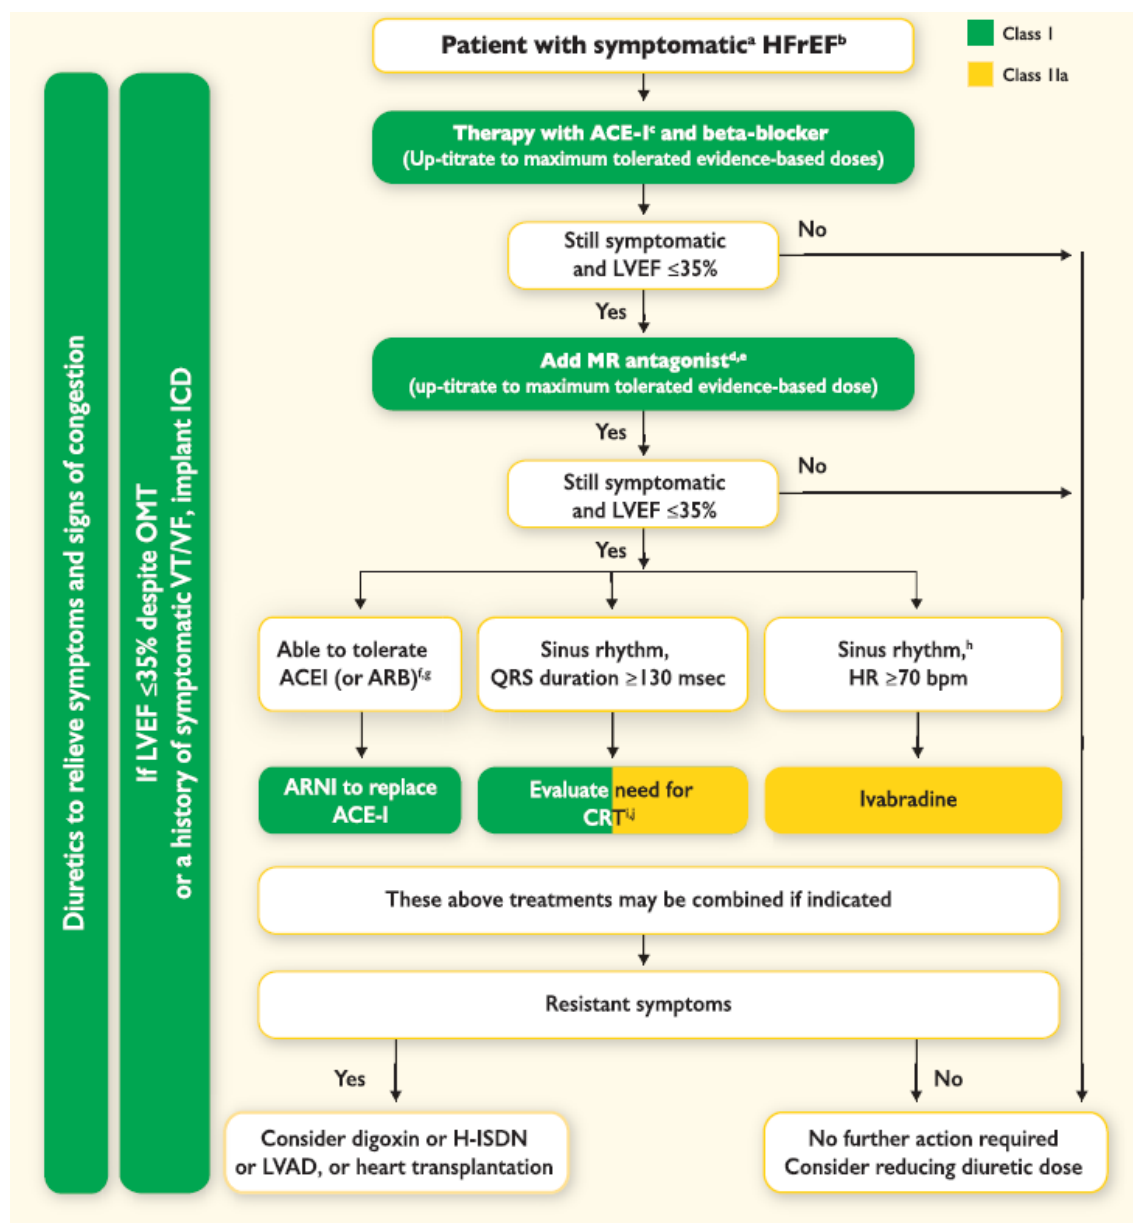 Patient with symptomaticᵃ HFrEFᵇ
Class I
Class IIa
Therapy with ACE-Iᶜ and beta-blocker
(Up-titrate to maximum tolerated evidence-based doses)
Still symptomatic
and LVEF ≤35%
No
Yes
Add MR antagonistᵈ,ᵉ
(up-titrate to maximum tolerated evidence-based dose)
Yes
Still symptomatic
and LVEF ≤35%
No
Yes
Able to tolerate
ACEI (or ARB)ᶠ,ᵍ
Sinus rhythm,
QRS duration ≥130 msec
Sinus rhythm,ʰ
HR ≥70 bpm
ARNI to replace
ACE-I
Evaluate need for
CRTⁱ,ʲ
Ivabradine
These above treatments may be combined if indicated
Resistant symptoms
Yes
No
Consider digoxin or H-ISDN
or LVAD, or heart transplantation
No further action required
Consider reducing diuretic dose
Diuretics to relieve symptoms and signs of congestion
If LVEF ≤35% despite OMT
or a history of symptomatic VT/VF, implant ICD